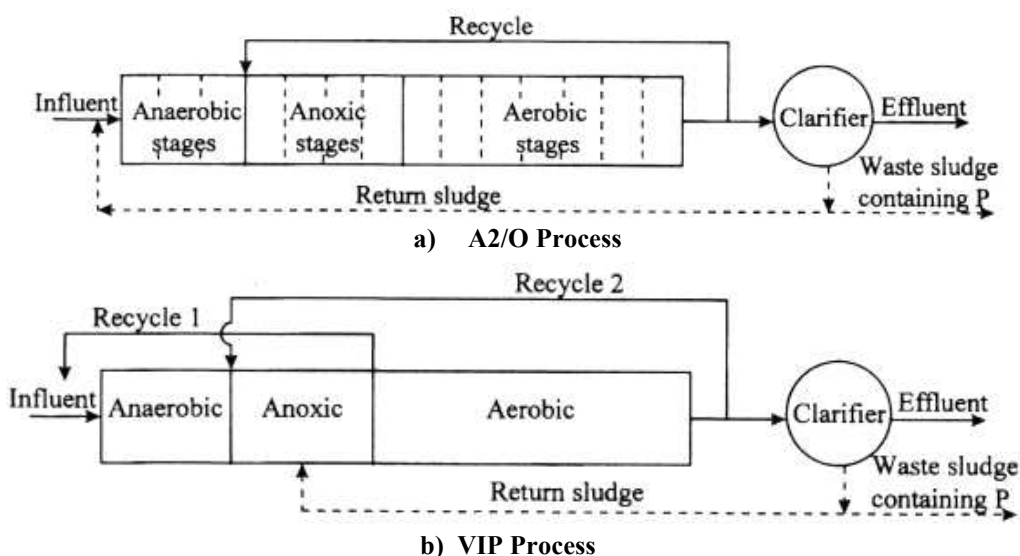 Recycle
Influent
Anaerobic
stages
Anoxic
stages
Aerobic
stages
Clarifier
Effluent
Waste sludge
containing P
Return sludge
a) A2/O Process
Recycle 2
Recycle 1
Influent
Anaerobic
Anoxic
Aerobic
Clarifier
Effluent
Return sludge
Waste sludge
containing P
b) VIP Process